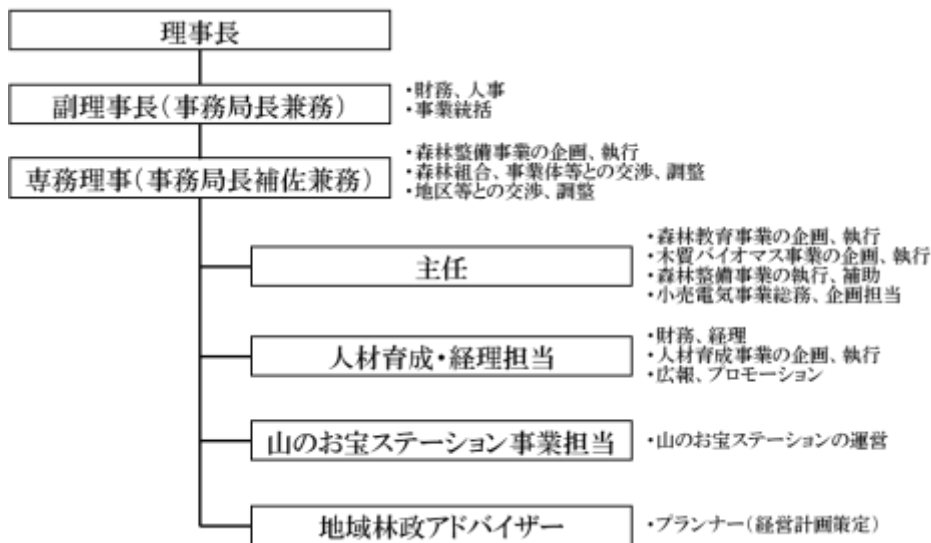 理事長
副理事長(事務局長兼務)
・財務、人事
・事業統括
専務理事(事務局長補佐兼務)
・森林整備事業の企画、執行
・森林組合、事業体等との交渉、調整
・地区等との交渉、調整
主任
・森林教育事業の企画、執行
・木質バイオマス事業の企画、執行
・森林整備事業の執行、補助
・小売電気事業総務、企画担当
人材育成・経理担当
・財務、経理
・人材育成事業の企画、執行
・広報、プロモーション
山のお宝ステーション事業担当
・山のお宝ステーションの運営
地域林政アドバイザー
・プランナー(経営計画策定)